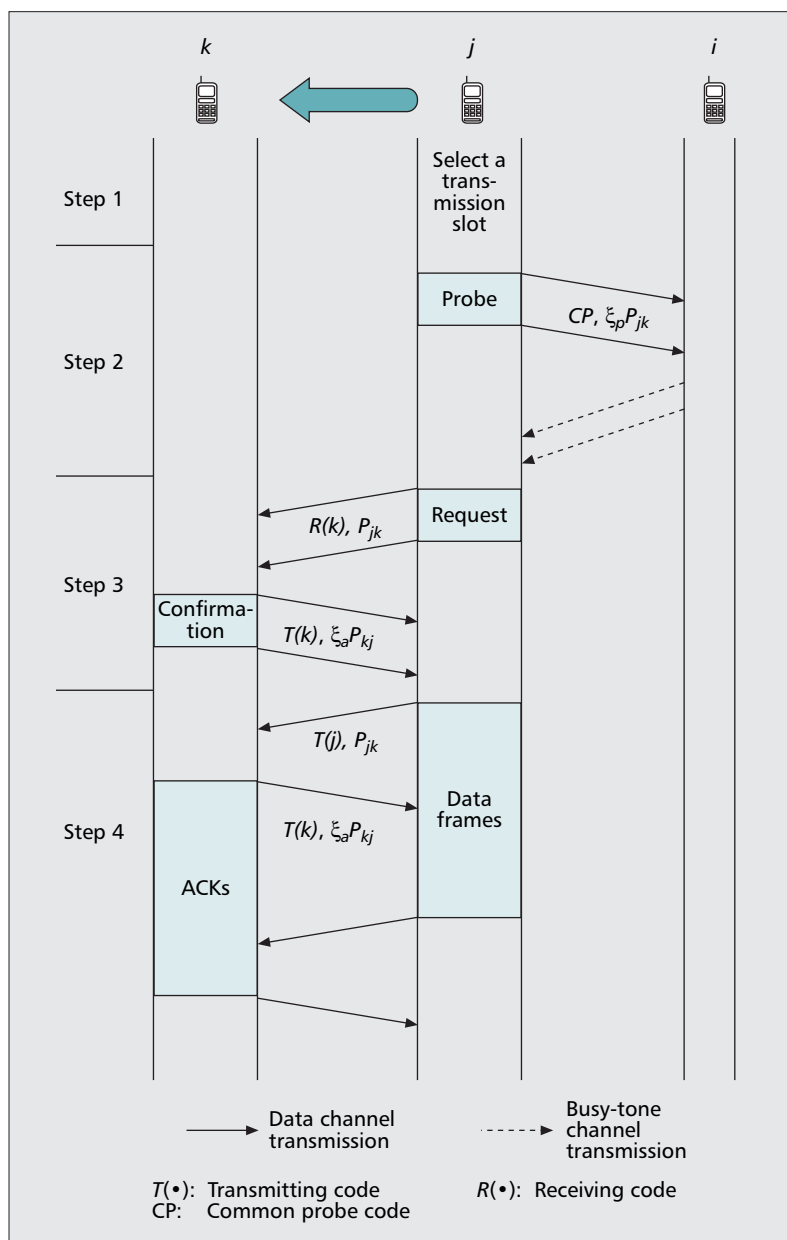 k j i
Select a
trans-
mission
slot
Step 1
Probe
CP, ξpPjk
Step 2
Request
R(k), Pjk
Step 3
Confirma-
tion
T(k), ξaPkj
T(j), Pjk
Data
frames
T(k), ξaPkj
Step 4
ACKs
Data channel
transmission
Busy-tone
channel
transmission
T(•): Transmitting code
R(•): Receiving code
CP: Common probe code